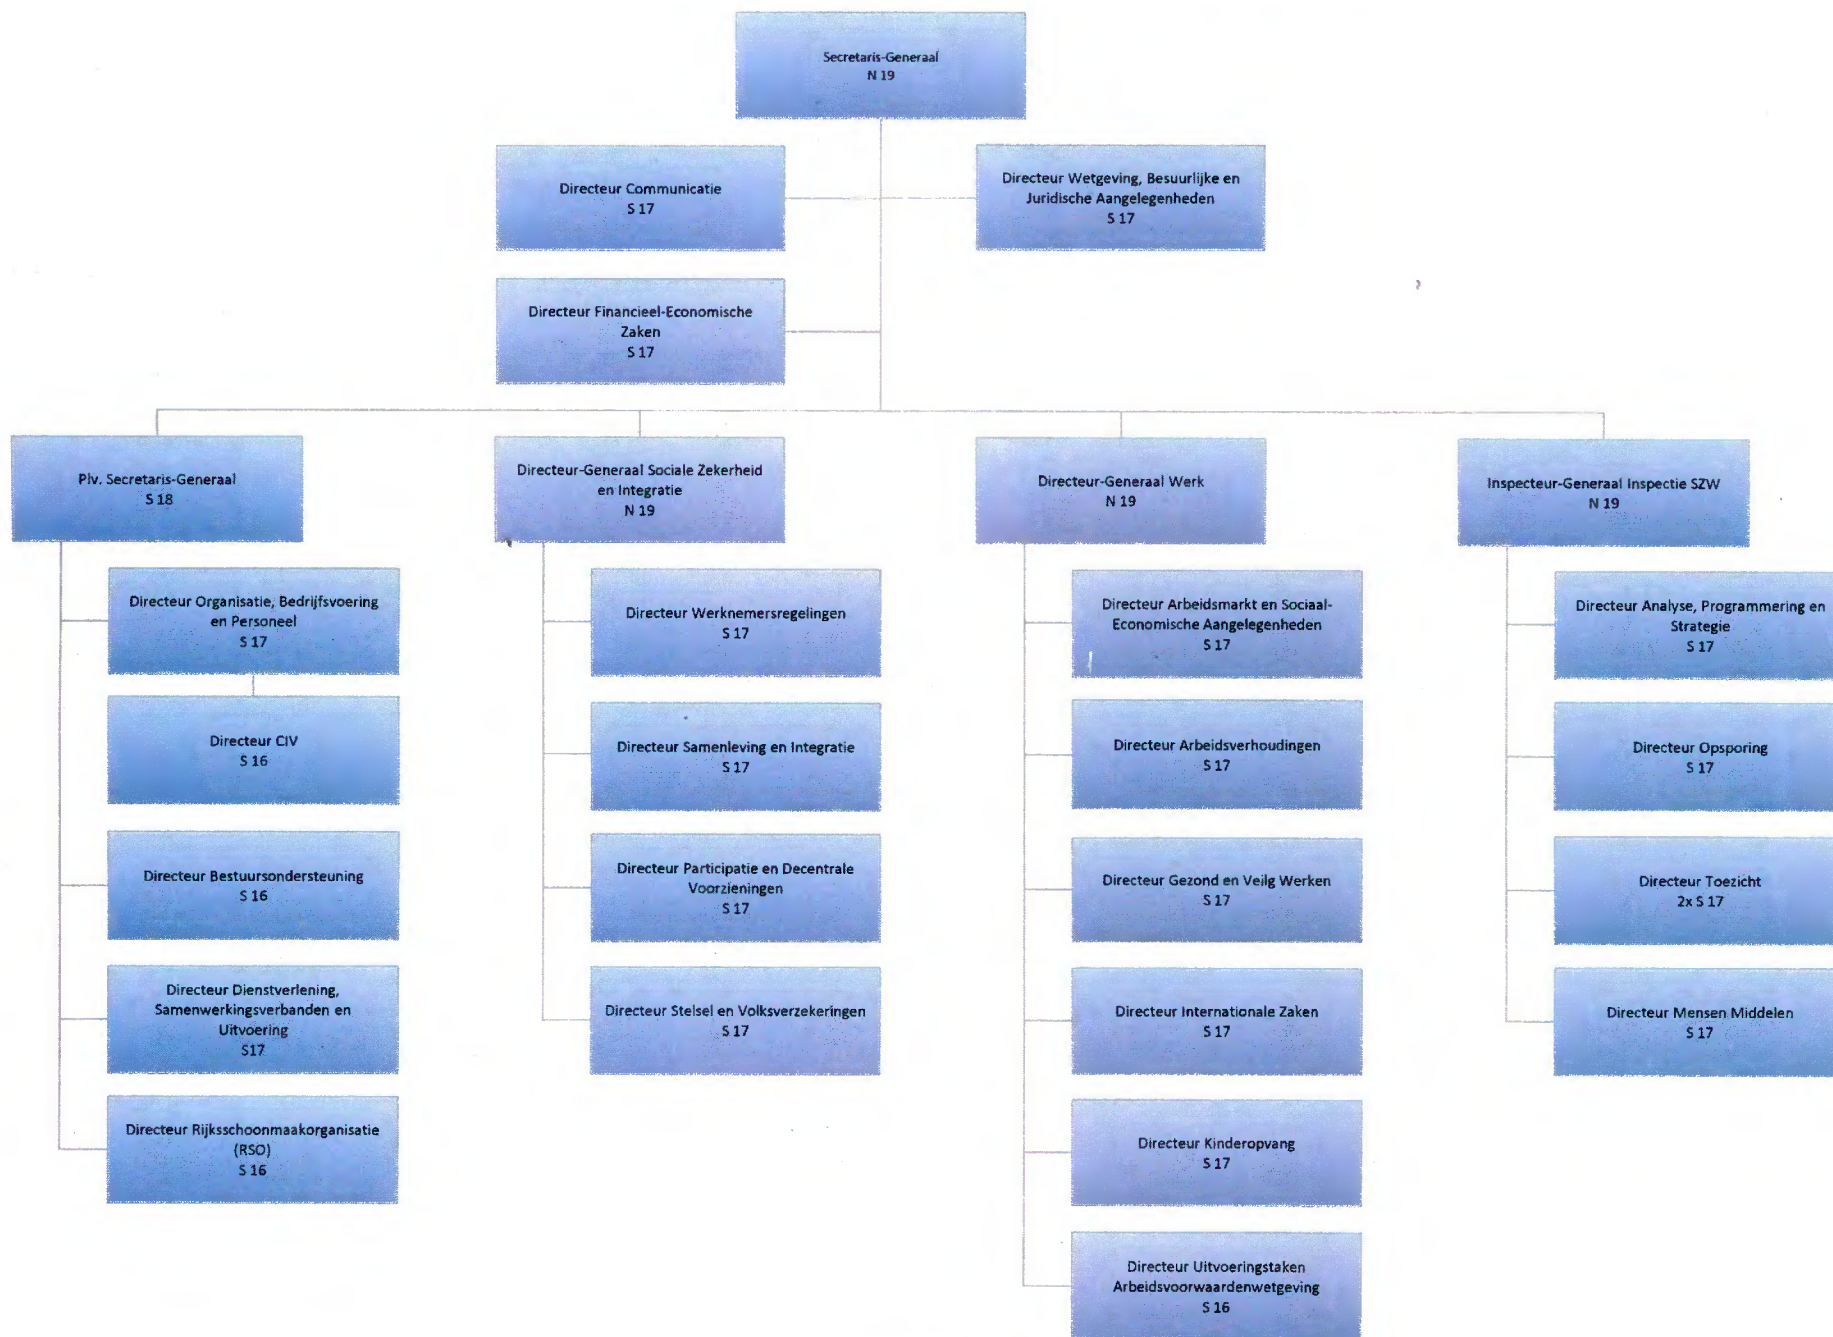 Secretaris-Generaal
N 19
Directeur Communicatie
S 17
Directeur Wetgeving, Besuurlijke en
Juridische Aangelegenheden
S 17
Directeur Financieel-Economische
Zaken
S 17
Plv. Secretaris-Generaal
S 18
Directeur Organisatie, Bedrijfsvoering
en Personeel
S 17
Directeur CIV
S 16
Directeur Bestuursondersteuning
S 16
Directeur Dienstverlening,
Samenwerkingsverbanden en
Uitvoering
S17
Directeur Rijksschoonmaakorganisatie
(RSO)
S 16
Directeur-Generaal Sociale Zekerheid
en Integratie
N 19
Directeur Werknemersregelingen
S 17
Directeur Samenleving en Integratie
S 17
Directeur Participatie en Decentrale
Voorzieningen
S 17
Directeur Stelsel en Volksverzekeringen
S 17
Directeur-Generaal Werk
N 19
Directeur Arbeidsmarkt en Sociaal-
Economische Aangelegenheden
S 17
Directeur Arbeidsverhoudingen
S 17
Directeur Gezond en Veilg Werken
S 17
Directeur Internationale Zaken
S 17
Directeur Kinderopvang
S 17
Directeur Uitvoeringstaken
Arbeidsvoorwaardenwetgeving
S 16
Inspecteur-Generaal Inspectie SZW
N 19
Directeur Analyse, Programmering en
Strategie
S 17
Directeur Opsporing
S 17
Directeur Toezicht
2x S 17
Directeur Mensen Middelen
S 17